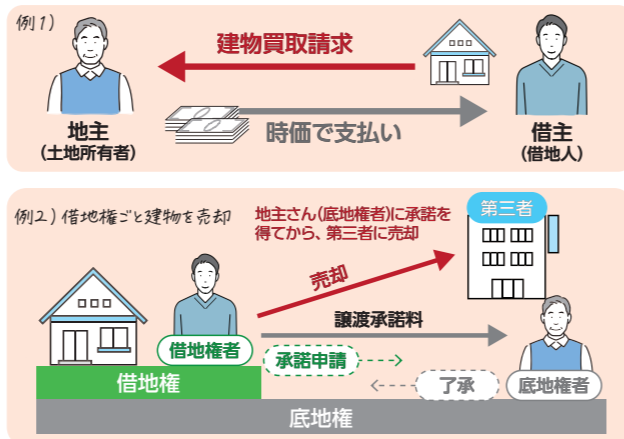 例1)
建物買取請求
時価で支払い
地主
(土地所有者)
借主
(借地人)
例2) 借地権ごと建物を売却
地主さん(底地権者)に承諾を
得てから、第三者に売却
第三者
売却
譲渡承諾料
借地権者
承諾申請
了承
底地権者
借地権
底地権